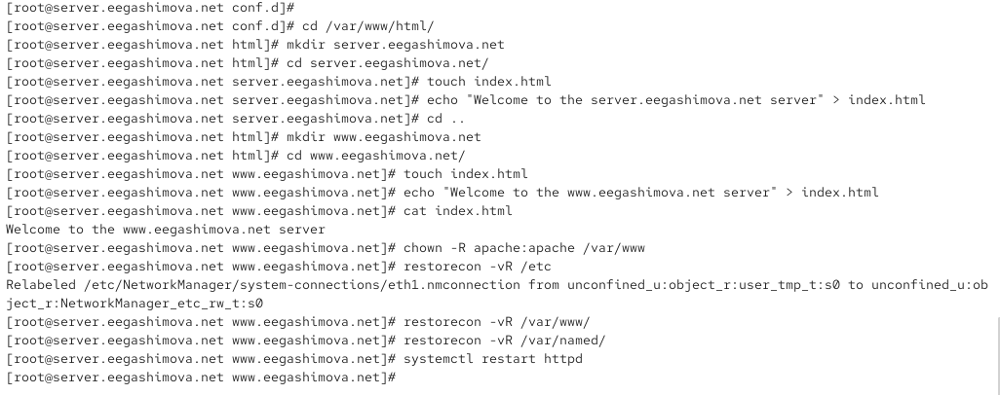 [root@server.eegashimova.net conf.d]#
[root@server.eegashimova.net conf.d]# cd /var/www/html/
[root@server.eegashimova.net html]# mkdir server.eegashimova.net
[root@server.eegashimova.net html]# cd server.eegashimova.net/
[root@server.eegashimova.net server.eegashimova.net]# touch index.html
[root@server.eegashimova.net server.eegashimova.net]# echo "Welcome to the server.eegashimova.net server" > index.html
[root@server.eegashimova.net server.eegashimova.net]# cd ..
[root@server.eegashimova.net html]# mkdir www.eegashimova.net
[root@server.eegashimova.net html]# cd www.eegashimova.net/
[root@server.eegashimova.net www.eegashimova.net]# touch index.html
[root@server.eegashimova.net www.eegashimova.net]# echo "Welcome to the www.eegashimova.net server" > index.html
[root@server.eegashimova.net www.eegashimova.net]# cat index.html
Welcome to the www.eegashimova.net server
[root@server.eegashimova.net www.eegashimova.net]# chown -R apache:apache /var/www
[root@server.eegashimova.net www.eegashimova.net]# restorecon -vR /etc
Relabeled /etc/NetworkManager/system-connections/eth1.nmconnection from unconfined_u:object_r:user_tmp_t:s0 to unconfined_u:ob
ject_r:NetworkManager_etc_rw_t:s0
[root@server.eegashimova.net www.eegashimova.net]# restorecon -vR /var/www/
[root@server.eegashimova.net www.eegashimova.net]# restorecon -vR /var/named/
[root@server.eegashimova.net www.eegashimova.net]# systemctl restart httpd
[root@server.eegashimova.net www.eegashimova.net]#